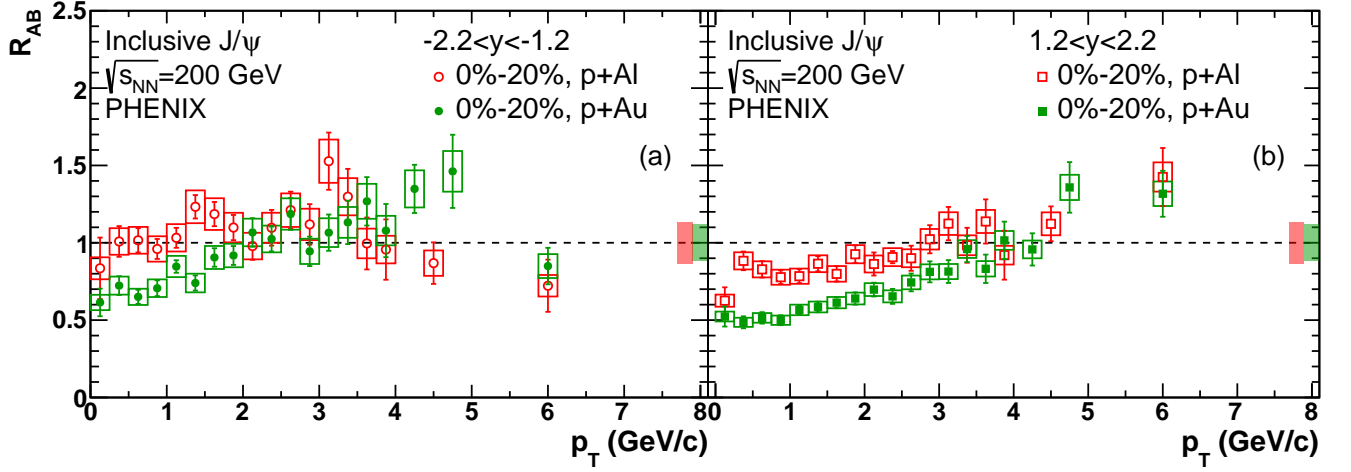 R_AB
2.5
2
1.5
1
0.5
0
Inclusive J/ψ
-2.2<y<-1.2
√s_NN=200 GeV
0%-20%, p+Al
PHENIX
0%-20%, p+Au
(a)
0 1 2 3 4 5 6 7 8
p_T (GeV/c)
Inclusive J/ψ
1.2<y<2.2
√s_NN=200 GeV
0%-20%, p+Al
PHENIX
0%-20%, p+Au
(b)
0 1 2 3 4 5 6 7 8
p_T (GeV/c)